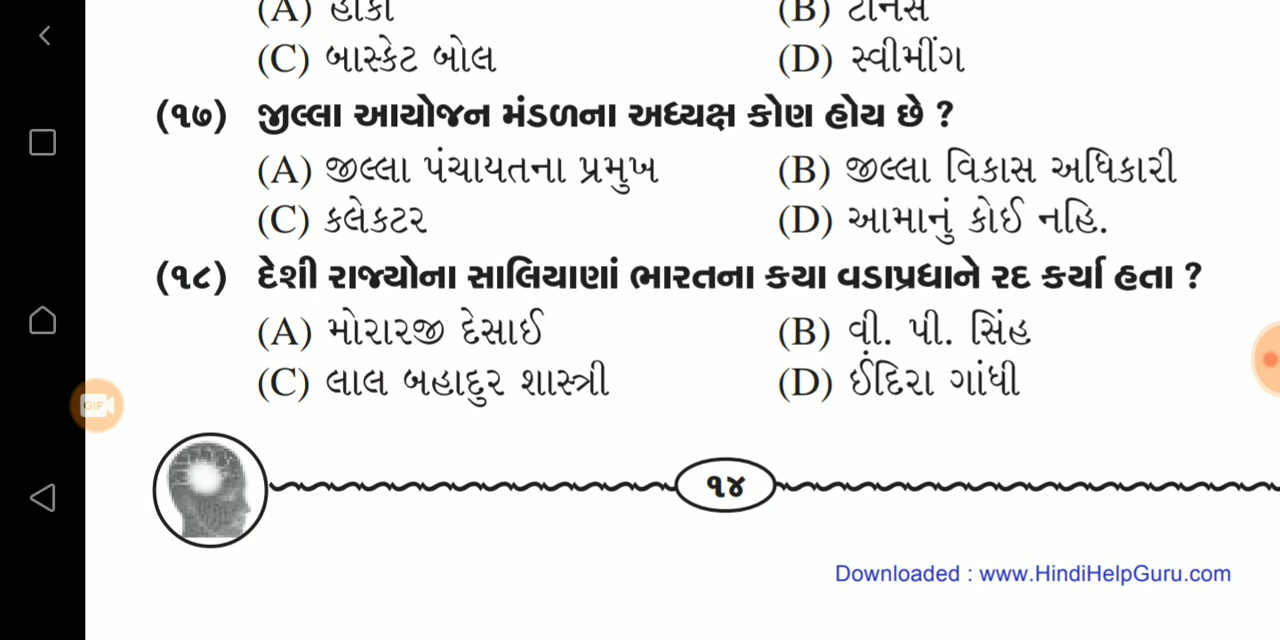 (A) હોકી (B) ટેનિસ
(C) બાસ્કેટ બોલ (D) સ્વીમીંગ
(૧૭) જીલ્લા આયોજન મંડળના અધ્યક્ષ કોણ હોય છે ?
(A) જીલ્લા પંચાયતના પ્રમુખ (B) જીલ્લા વિકાસ અધિકારી
(C) કલેકટર (D) આમાનું કોઈ નહિ.
(૧૮) દેશી રાજ્યોના સાલિયાણાં ભારતના કયા વડાપ્રધાને રદ કર્યા હતા ?
(A) મોરારજી દેસાઈ (B) વી. પી. સિંહ
(C) લાલ બહાદુર શાસ્ત્રી (D) ઈંદિરા ગાંધી
GIF
૧૪
Downloaded : www.HindiHelpGuru.com